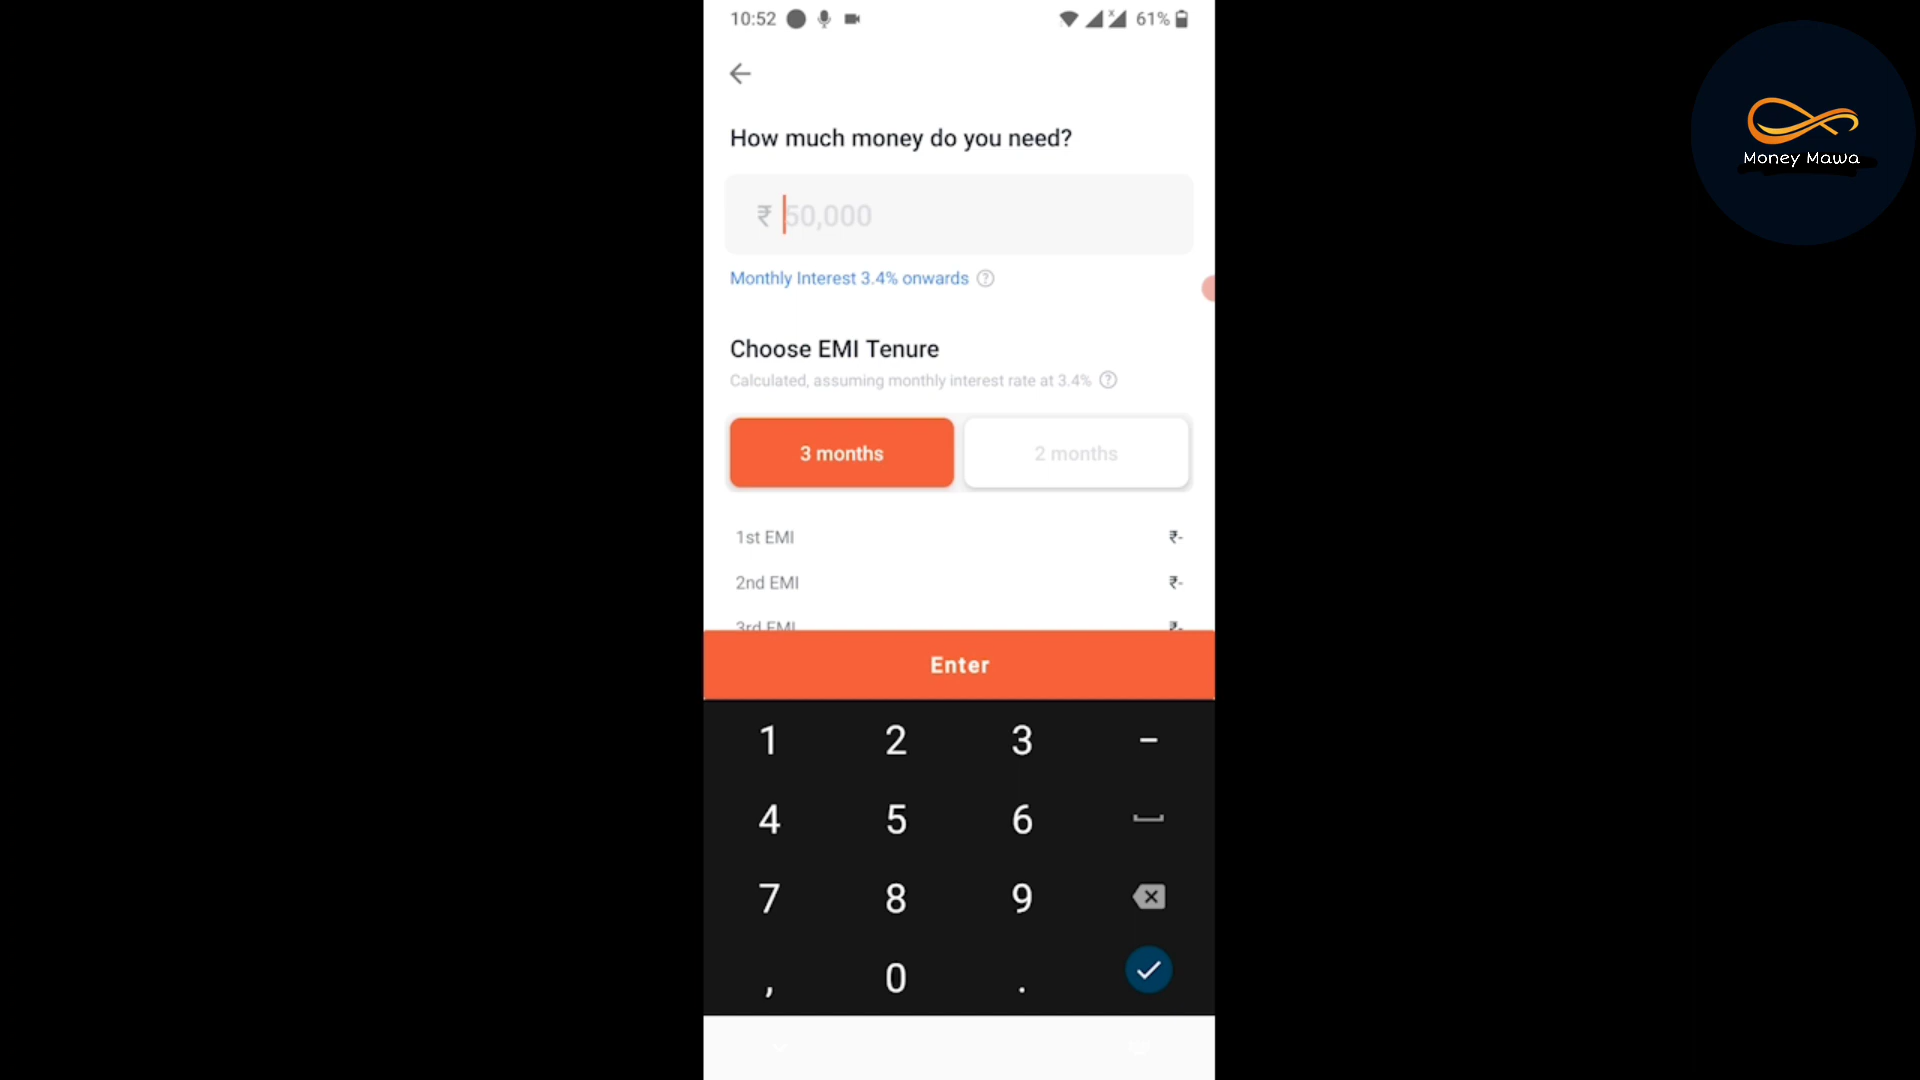 10:52
61%
Money Mawa
How much money do you need?
₹ 50,000
Monthly Interest 3.4% onwards ?
Choose EMI Tenure
Calculated, assuming monthly interest rate at 3.4% ?
3 months 2 months
1st EMI ₹-
2nd EMI ₹-
3rd EMI ₹-
Enter
1 2 3 -
4 5 6
7 8 9
, 0 .